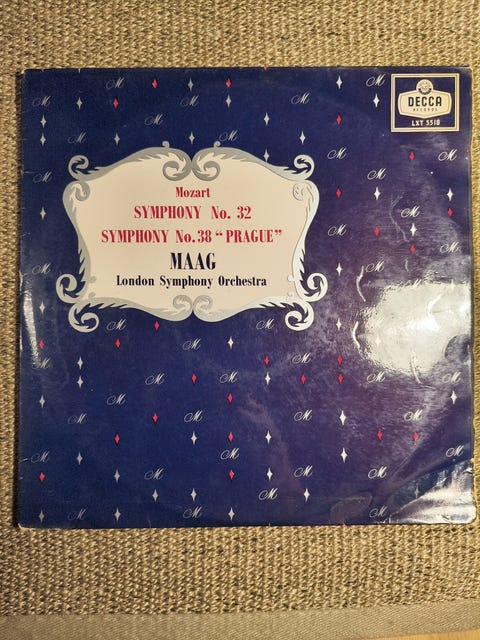 DECCA
RECORDS
LXT 5518
Mozart
SYMPHONY No. 32
SYMPHONY No. 38 “PRAGUE”
MAAG
London Symphony Orchestra